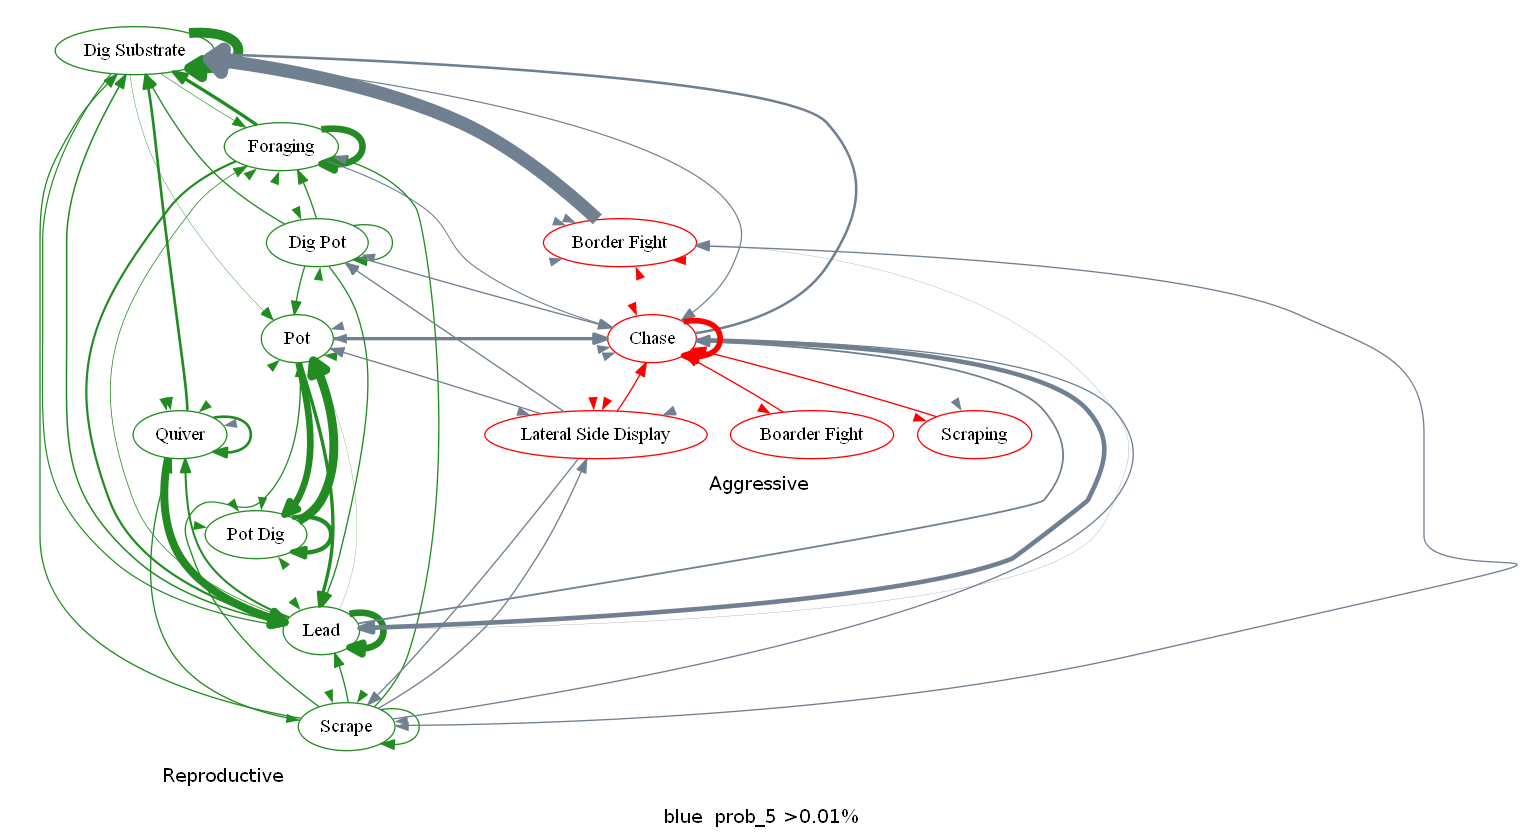 Dig Substrate
Foraging
Dig Pot
Border Fight
Pot
Chase
Quiver
Lateral Side Display
Boarder Fight
Scraping
Aggressive
Pot Dig
Lead
Scrape
Reproductive
blue prob_5 >0.01%